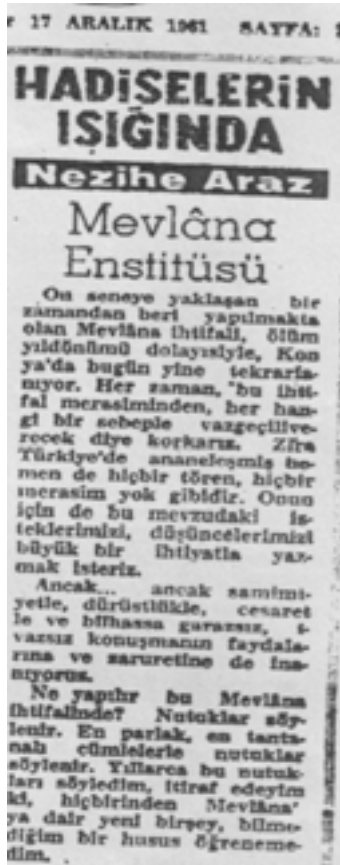 17 ARALIK 1961 SAYFA:
HADİSELERİN
IŞIĞINDA
Nezihe Araz
Mevlâna
Enstitüsü
On seneye yaklaşan bir
zamandan beri yapılmakta
olan Mevlâna ihtifali, ölüm
yıldönümü dolayısiyle, Kon
ya'da bugün yine tekrarla-
nıyor. Her zaman, "bu ihti-
fal merasiminden, her han-
gi bir sebeple vazgeçilive-
recek diye korkarız. Zira
Türkiye'de ananeleşmiş he-
men de hiçbir tören, hiçbir
merasim yok gibidir. Onun
için de bu mevzudaki is-
teklerimizi, düşüncelerimizi
büyük bir ihtiyatla yaz-
mak isteriz.
Ancak... ancak samimi-
yetle, dürüstlükle, cesaret
le ve bilhassa garazsız, i-
vazsız konuşmanın faydala-
rına ve zaruretine de ina-
nıyoruz.
Ne yapılır bu Mevlâna
ihtifalinde? Nutuklar söy-
lenir. En parlak, en tanta-
nalı cümlelerle nutuklar
söylenir. Yıllarca bu nutuk-
ları söyledim, itiraf edeyim
ki, hiçbirinden Mevlâna'
ya dair yeni birşey, bilme-
diğim bir husus öğreneme-
dim.